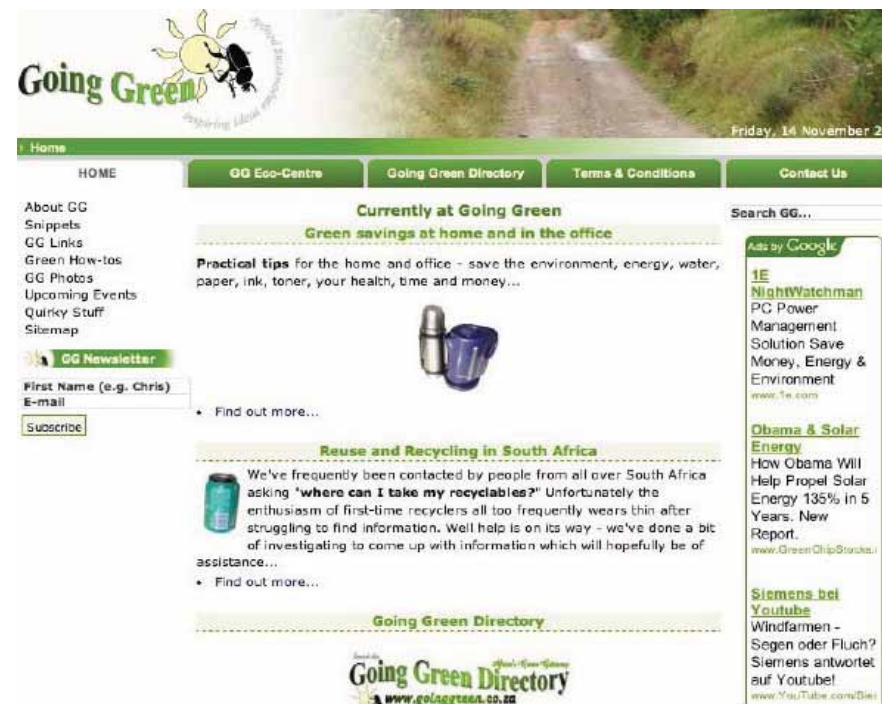 Going Green
inspiring ideas
Friday, 14 November 2
Home
HOME
GG Eco-Centre
Going Green Directory
Terms & Conditions
Contact Us
About GG
Snippets
GG Links
Green How-tos
GG Photos
Upcoming Events
Quirky Stuff
Sitemap
GG Newsletter
First Name (e.g. Chris)
E-mail
Subscribe
Currently at Going Green
Green savings at home and in the office
Practical tips for the home and office - save the environment, energy, water,
paper, ink, toner, your health, time and money...
• Find out more...
Reuse and Recycling in South Africa
We've frequently been contacted by people from all over South Africa
asking "where can I take my recyclables?" Unfortunately the
enthusiasm of first-time recyclers all too frequently wears thin after
struggling to find information. Well help is on its way - we've done a bit
of investigating to come up with information which will hopefully be of
assistance...
• Find out more...
Going Green Directory
Going Green Directory
www.goinggreen.co.za
Search GG...
Ads by Google
1E
NightWatchman
PC Power
Management
Solution Save
Money, Energy &
Environment
www.1e.com
Obama & Solar
Energy
How Obama Will
Help Propel Solar
Energy 135% in 5
Years. New
Report.
www.GreenChipStocks.
Siemens bei
Youtube
Windfarmen -
Segen oder Fluch?
Siemens antwortet
auf Youtube!
www.YouTube.com/Sie